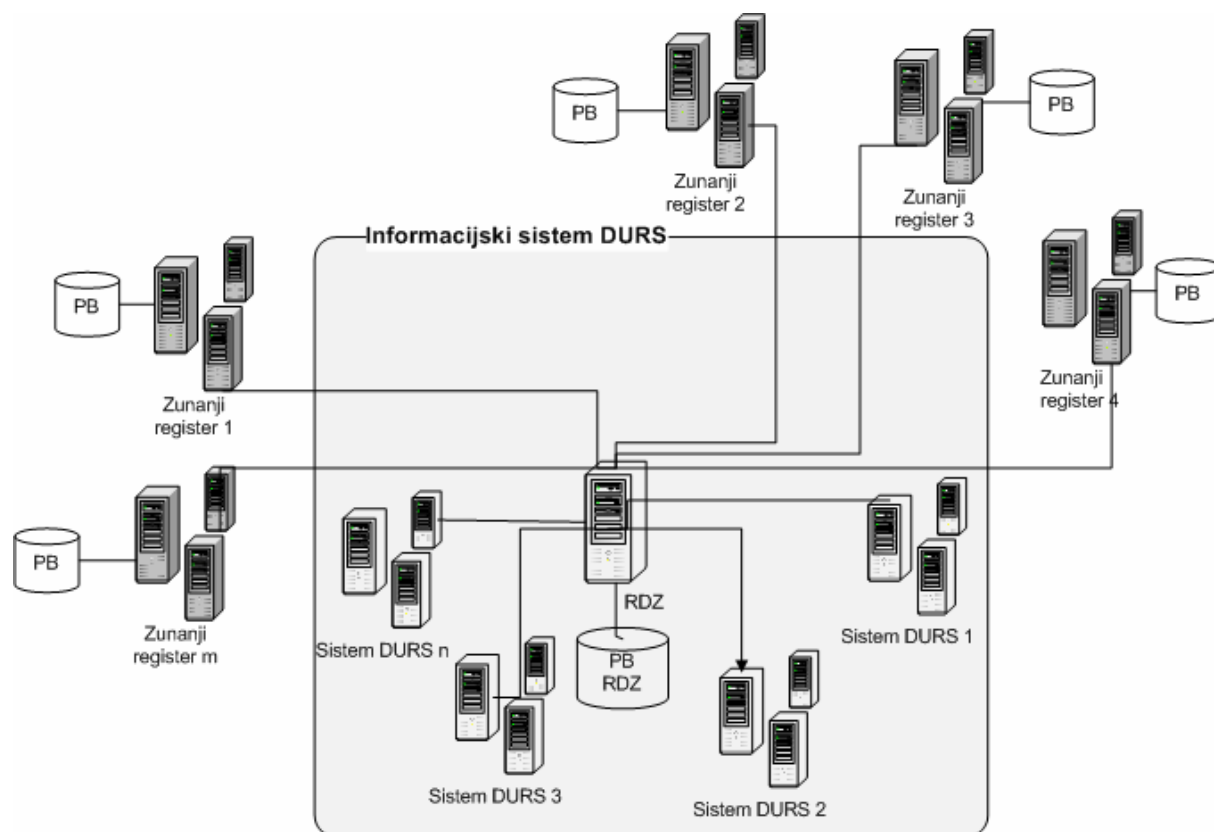 PB
Zunanji
register 2
PB
Zunanji
register 3
Informacijski sistem DURS
PB
Zunanji
register 1
PB
Zunanji
register 4
PB
Zunanji
register m
Sistem DURS n
RDZ
PB
RDZ
Sistem DURS 1
Sistem DURS 3
Sistem DURS 2